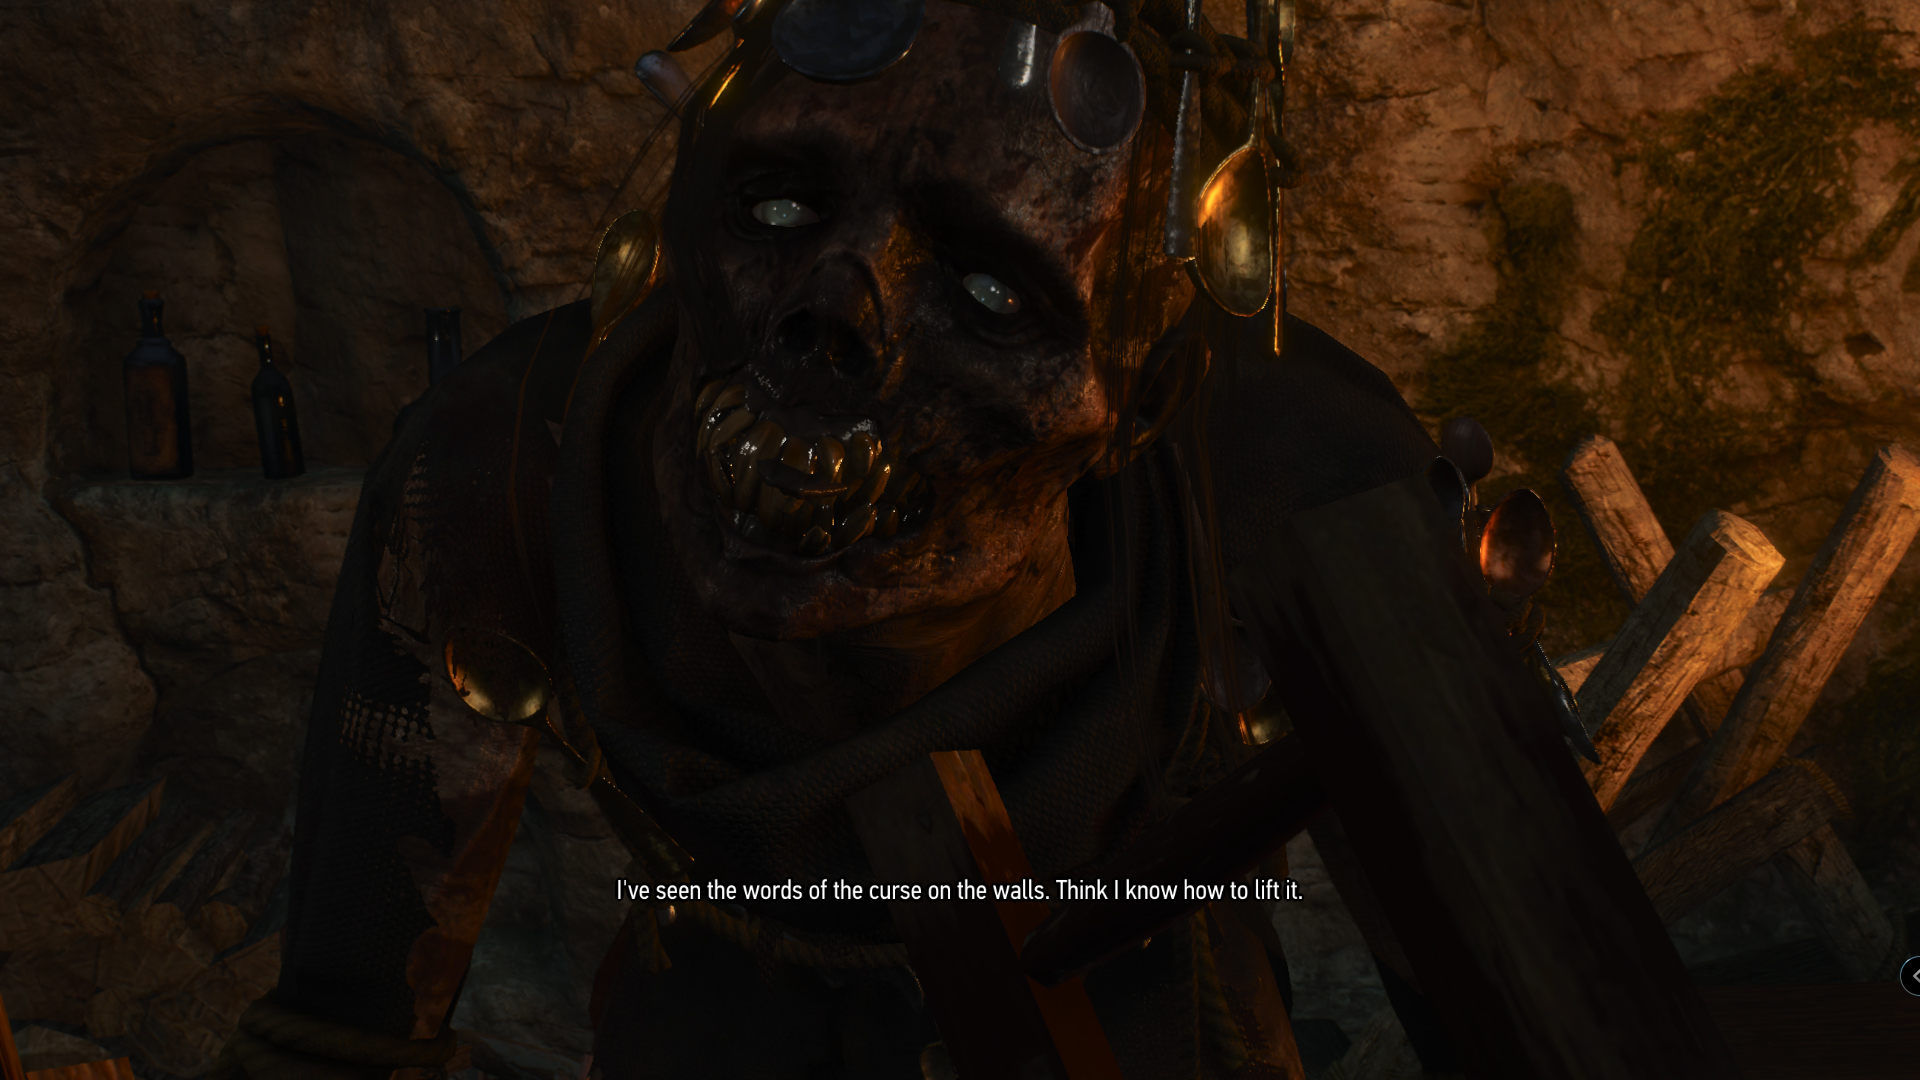 I've seen the words of the curse on the walls. Think I know how to lift it.